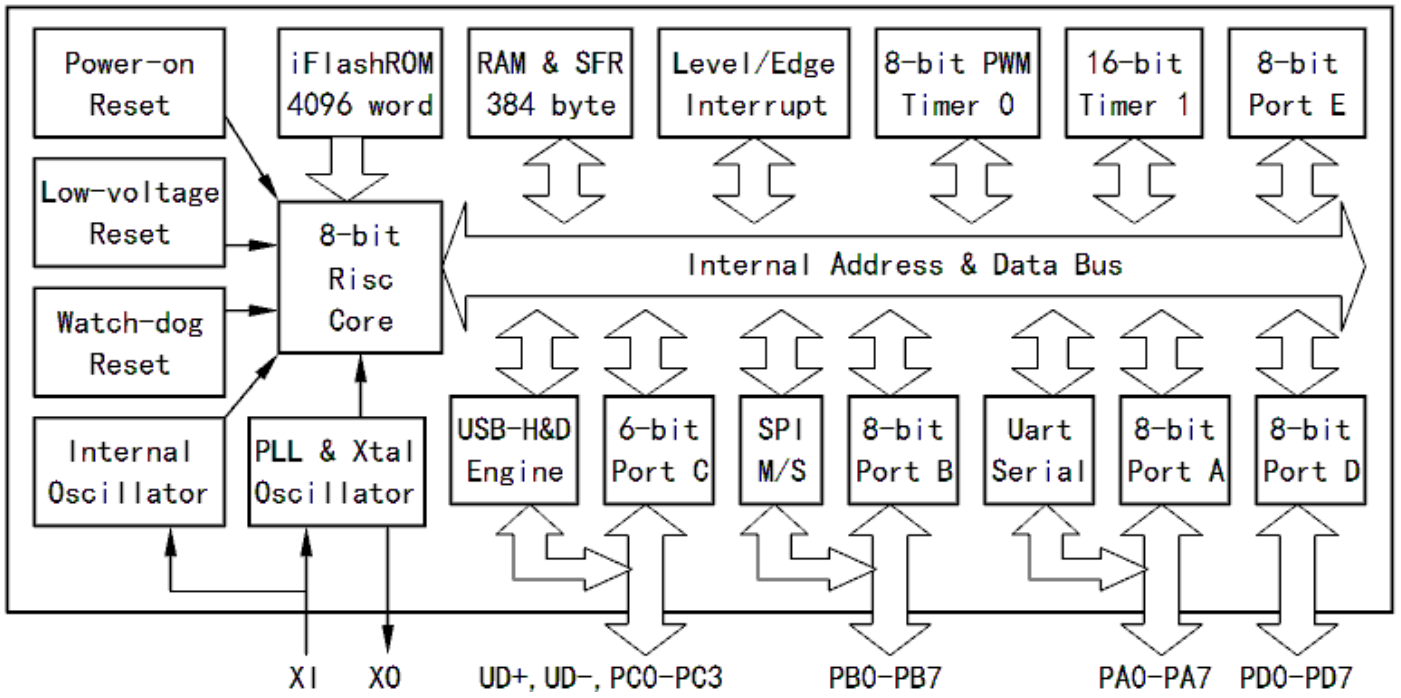 Power-on
Reset
iFlashROM
4096 word
RAM & SFR
384 byte
Level/Edge
Interrupt
8-bit PWM
Timer 0
16-bit
Timer 1
8-bit
Port E
Low-voltage
Reset
8-bit
Risc
Core
Internal Address & Data Bus
Watch-dog
Reset
Internal
Oscillator
PLL & Xtal
Oscillator
USB-H&D
Engine
6-bit
Port C
SPI
M/S
8-bit
Port B
Uart
Serial
8-bit
Port A
8-bit
Port D
XI
XO
UD+, UD-, PC0-PC3
PB0-PB7
PA0-PA7
PD0-PD7